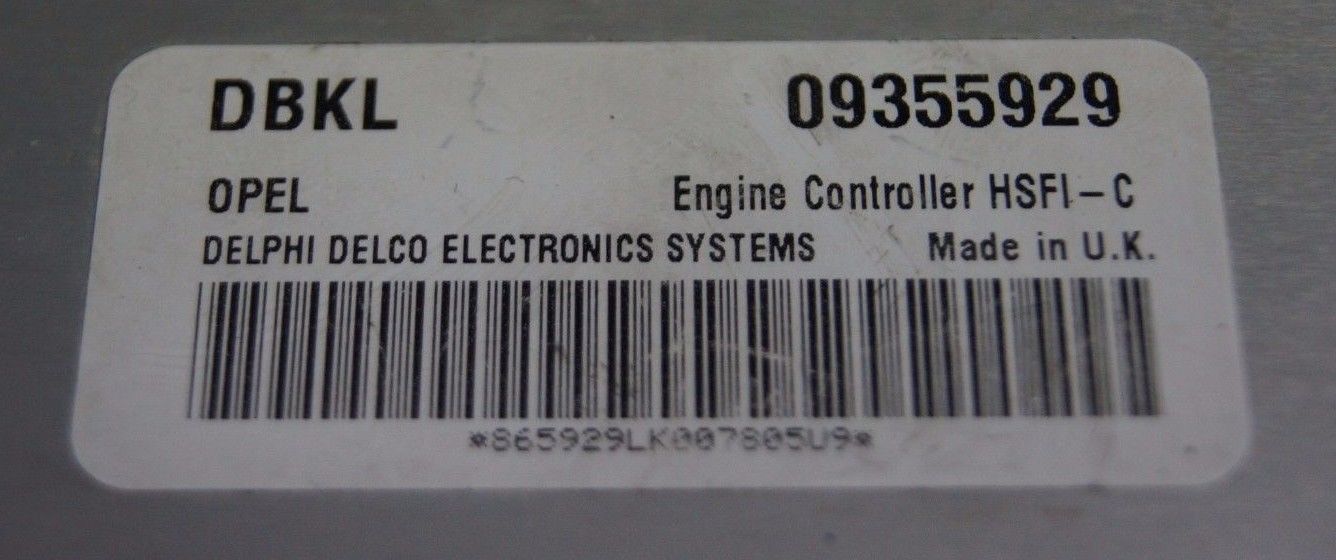 DBKL 09355929
OPEL Engine Controller HSFI-C
DELPHI DELCO ELECTRONICS SYSTEMS Made in U.K.
*865929LK007805U9*